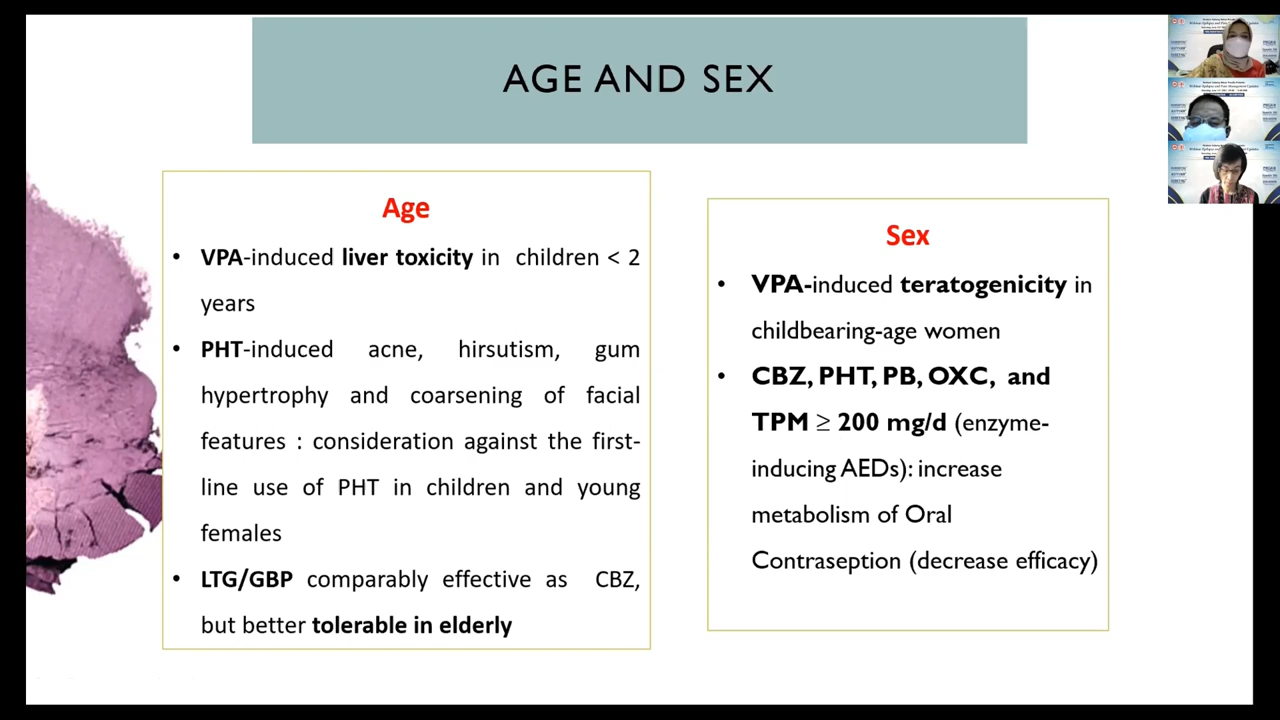 AGE AND SEX
Age
• VPA-induced liver toxicity in children < 2
years
• PHT-induced acne, hirsutism, gum
hypertrophy and coarsening of facial
features : consideration against the first-
line use of PHT in children and young
females
• LTG/GBP comparably effective as CBZ,
but better tolerable in elderly
Sex
• VPA-induced teratogenicity in
childbearing-age women
• CBZ, PHT, PB, OXC, and
TPM ≥ 200 mg/d (enzyme-
inducing AEDs): increase
metabolism of Oral
Contraseption (decrease efficacy)